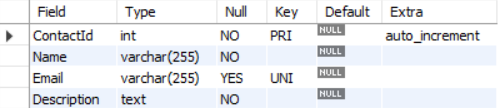 Field Type Null Key Default Extra
ContactId int NO PRI NULL auto_increment
Name varchar(255) NO NULL
Email varchar(255) YES UNI NULL
Description text NO NULL